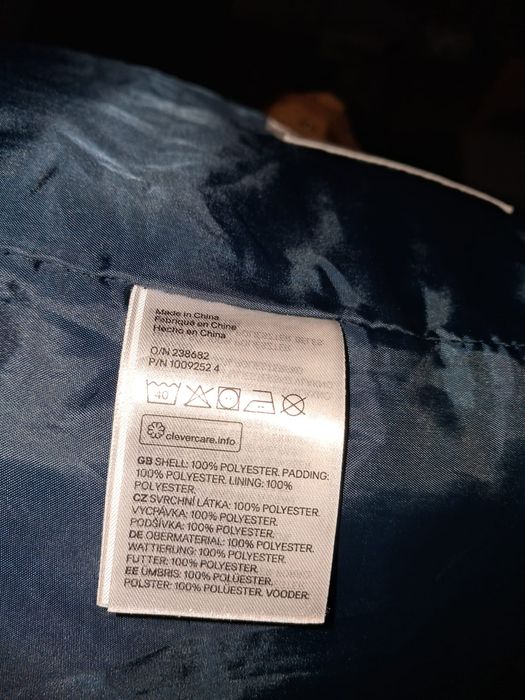 Made in China
Fabriqué en Chine
Hecho en China
O/N 238682
P/N 1009252 4
40
clevercare.info
GB SHELL: 100% POLYESTER. PADDING:
100% POLYESTER. LINING: 100%
POLYESTER.
CZ SVRCHNÍ LÁTKA: 100% POLYESTER.
VÝCPÁVKA: 100% POLYESTER.
PODŠÍVKA: 100% POLYESTER.
DE OBERMATERIAL: 100% POLYESTER.
WATTIERUNG: 100% POLYESTER.
FUTTER: 100% POLYESTER.
EE ÜMBRIS: 100% POLÜESTER.
POLSTER: 100% POLÜESTER. VOODER: